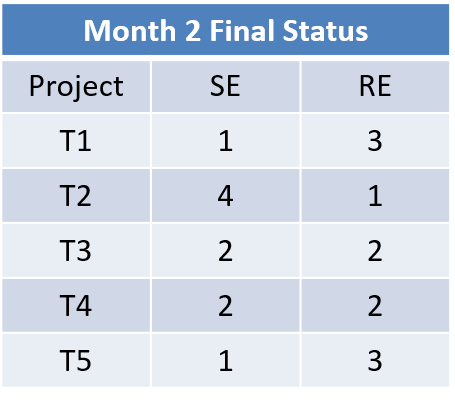 Month 2 Final Status
Project SE RE
T1 1 3
T2 4 1
T3 2 2
T4 2 2
T5 1 3